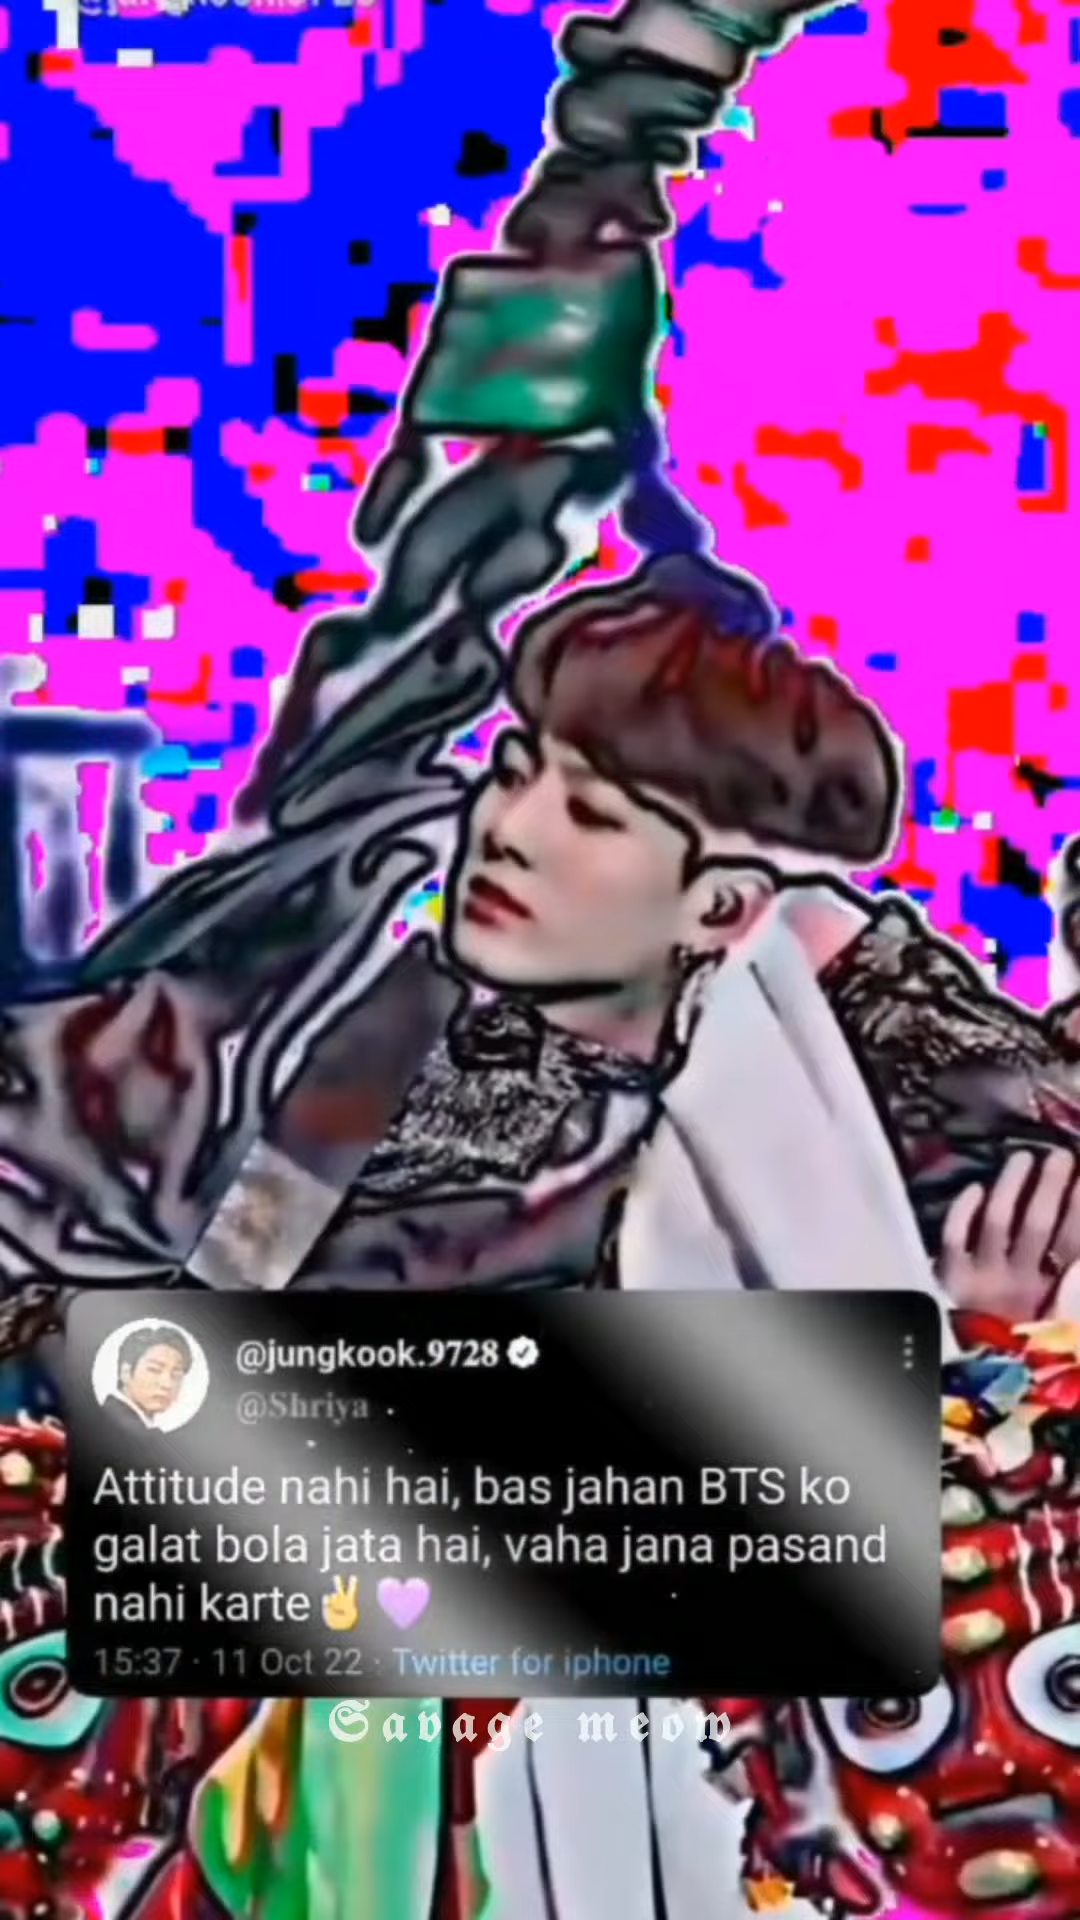 @jungkook.9728
@Shriya
Attitude nahi hai, bas jahan BTS ko
galat bola jata hai, vaha jana pasand
nahi karte✌️💜
15:37 · 11 Oct 22 · Twitter for iphone
Savage meow